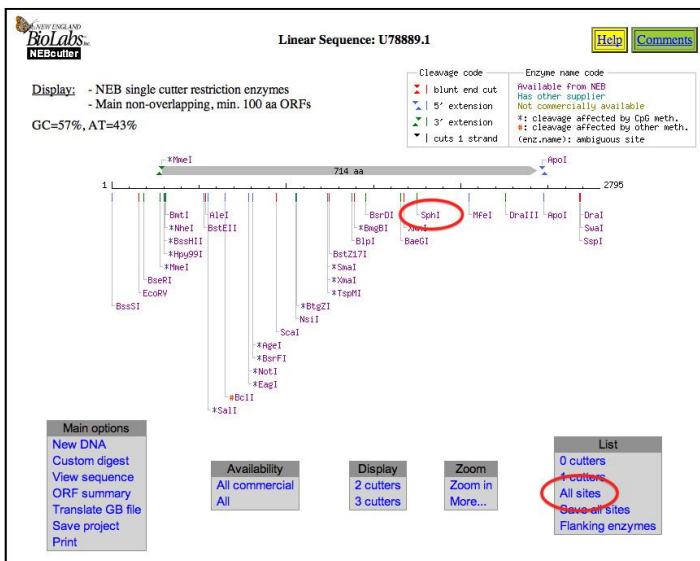 NEW ENGLAND
BioLabs Inc.
NEBcutter
Linear Sequence: U78889.1
Help
Comments
Display: - NEB single cutter restriction enzymes
- Main non-overlapping, min. 100 aa ORFs
GC=57%, AT=43%
Cleavage code
blunt end cut
5' extension
3' extension
cuts 1 strand
Enzyme name code
Available from NEB
Has other supplier
Not commercially available
*: cleavage affected by CpG meth.
#: cleavage affected by other meth.
(enz.name): ambiguous site
*MmeI
ApoI
714 aa
1
2795
BmtI
AleI
BsrDI
SphI
MFeI
DraIII
ApoI
DraI
*NheI
BstEII
*BmgBI
XmnI
SwaI
*BssHII
BlpI
BaeGI
SspI
*Hpy99I
BstZ17I
*MmeI
*SmaI
BseRI
*XmaI
EcoRV
*TspMI
BssSI
*BtgZI
NsiI
ScaI
*AgeI
*BsrFI
*NotI
*EagI
#BclI
*SalI
Main options
New DNA
Custom digest
View sequence
ORF summary
Translate GB file
Save project
Print
Availability
All commercial
All
Display
2 cutters
3 cutters
Zoom
Zoom in
More...
List
0 cutters
1 cutters
All sites
Save all sites
Flanking enzymes